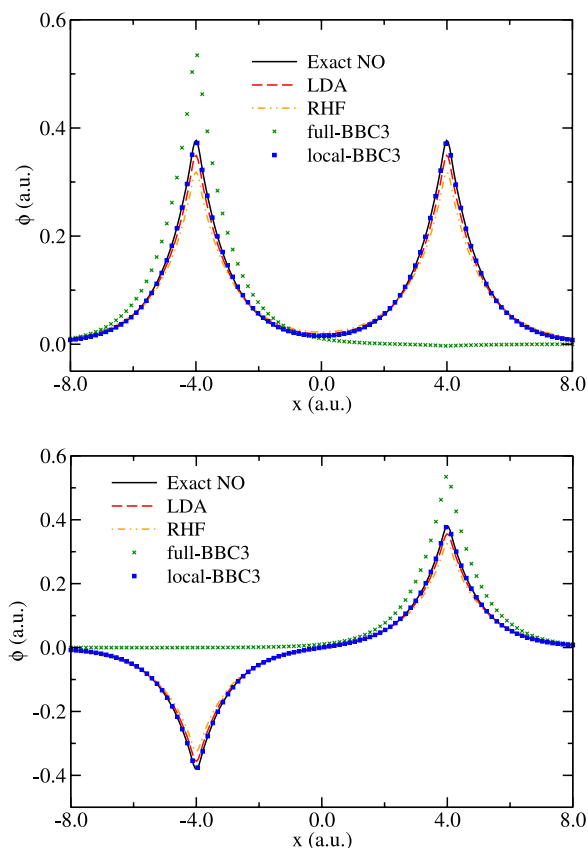 0.6
Exact NO
LDA
RHF
full-BBC3
local-BBC3
0.4
ϕ (a.u.)
0.2
0.0
-8.0 -4.0 0.0 4.0 8.0
x (a.u.)
0.6
Exact NO
LDA
RHF
full-BBC3
local-BBC3
0.4
0.2
ϕ (a.u.)
0.0
-0.2
-0.4
-8.0 -4.0 0.0 4.0 8.0
x (a.u.)